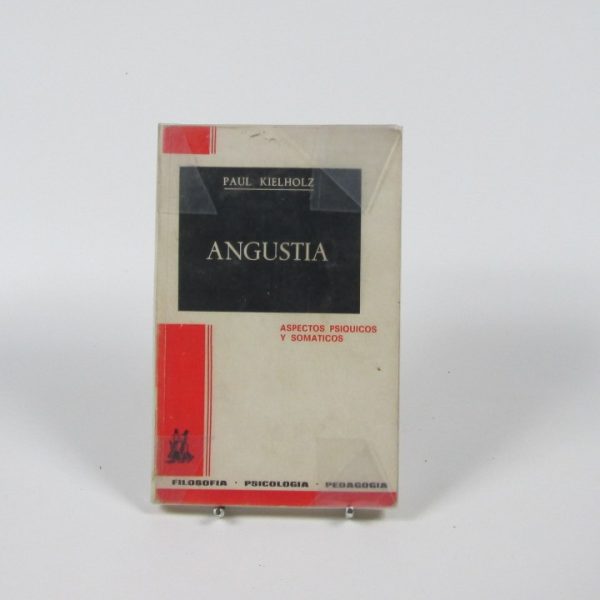 PAUL KIELHOLZ
ANGUSTIA
ASPECTOS PSIQUICOS
Y SOMATICOS
FILOSOFIA · PSICOLOGIA · PEDAGOGIA